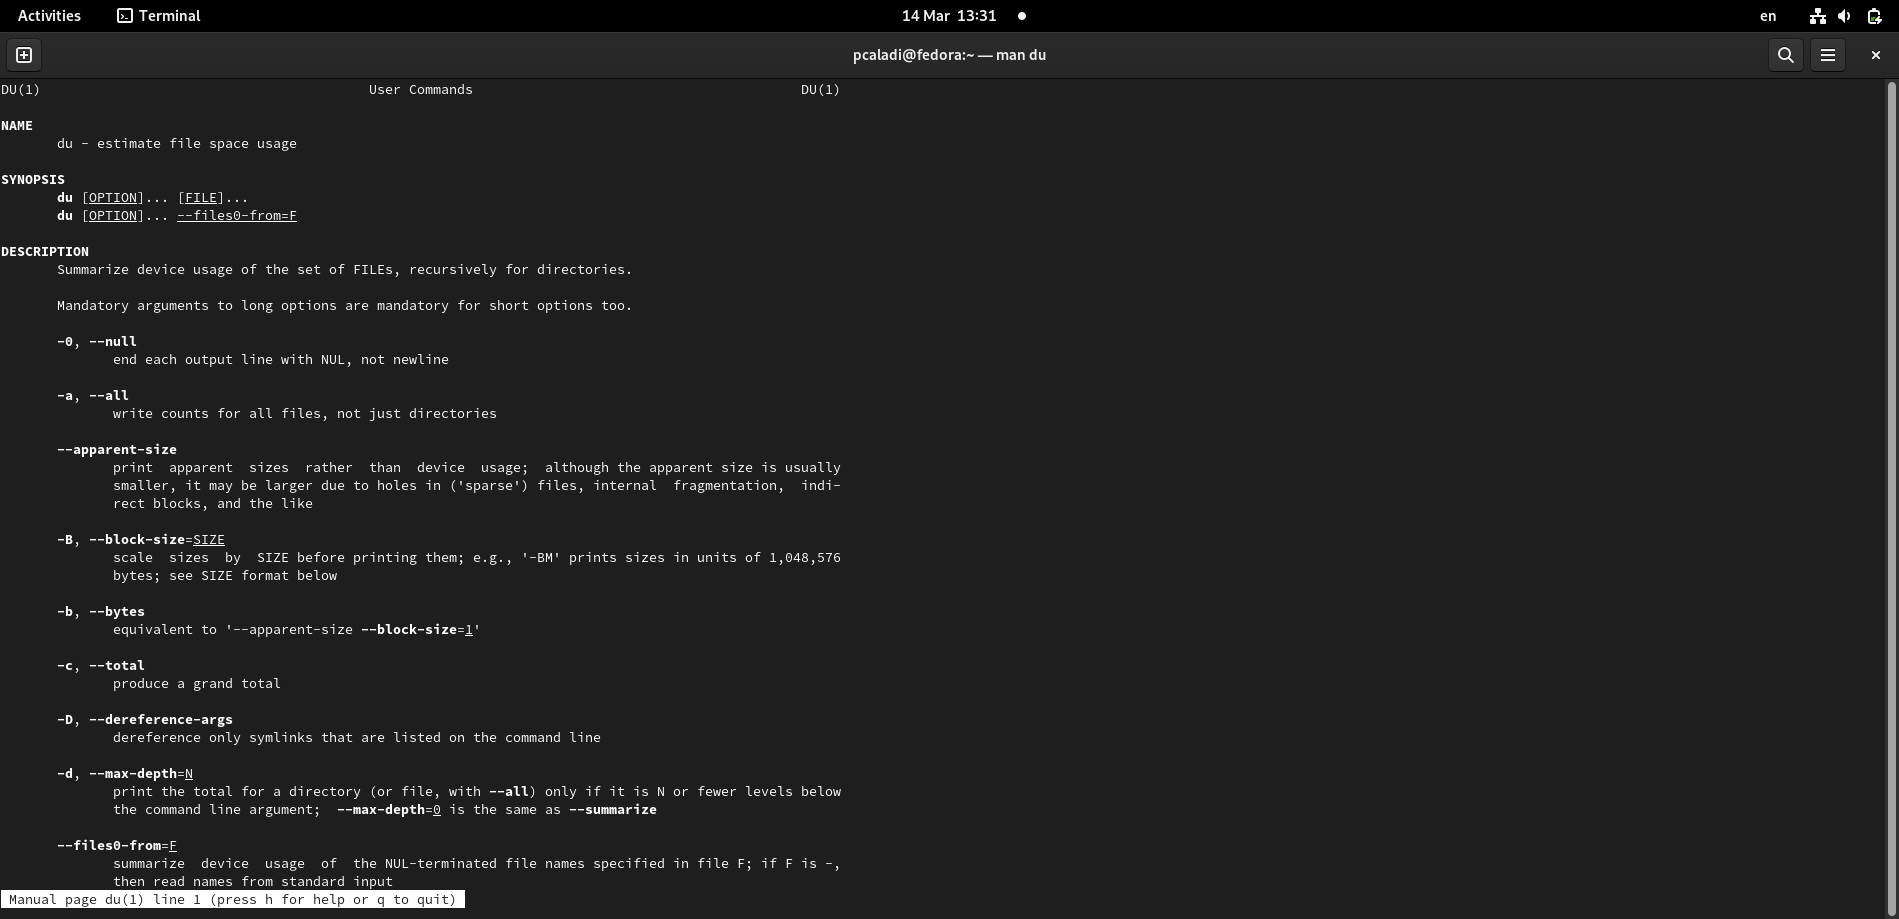 Activities Terminal 14 Mar 13:31 en
pcaladi@fedora:~ — man du
DU(1) User Commands DU(1)
NAME
du - estimate file space usage
SYNOPSIS
du [OPTION]... [FILE]...
du [OPTION]... --files0-from=F
DESCRIPTION
Summarize device usage of the set of FILEs, recursively for directories.
Mandatory arguments to long options are mandatory for short options too.
-0, --null
end each output line with NUL, not newline
-a, --all
write counts for all files, not just directories
--apparent-size
print apparent sizes rather than device usage; although the apparent size is usually
smaller, it may be larger due to holes in ('sparse') files, internal fragmentation, indi-
rect blocks, and the like
-B, --block-size=SIZE
scale sizes by SIZE before printing them; e.g., '-BM' prints sizes in units of 1,048,576
bytes; see SIZE format below
-b, --bytes
equivalent to '--apparent-size --block-size=1'
-c, --total
produce a grand total
-D, --dereference-args
dereference only symlinks that are listed on the command line
-d, --max-depth=N
print the total for a directory (or file, with --all) only if it is N or fewer levels below
the command line argument; --max-depth=0 is the same as --summarize
--files0-from=F
summarize device usage of the NUL-terminated file names specified in file F; if F is -,
then read names from standard input
Manual page du(1) line 1 (press h for help or q to quit)